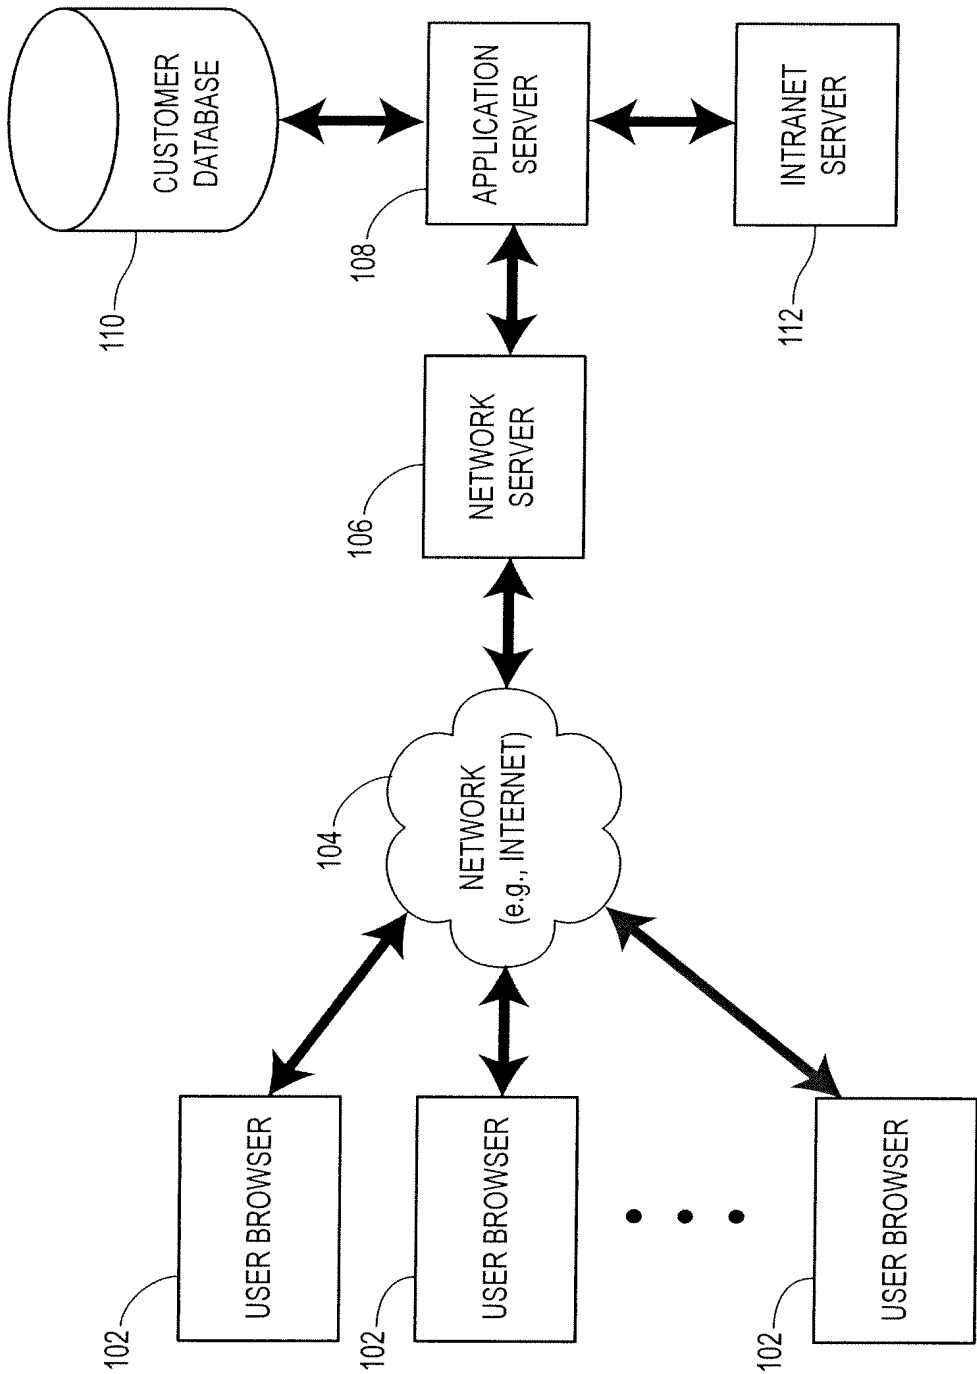 102
USER BROWSER
102
USER BROWSER
102
USER BROWSER
104
NETWORK
(e.g., INTERNET)
106
NETWORK
SERVER
108
APPLICATION
SERVER
110
CUSTOMER
DATABASE
112
INTRANET
SERVER